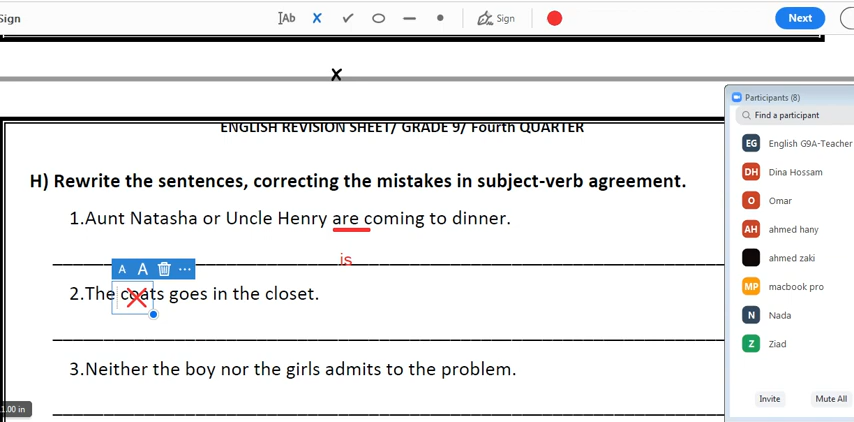 Sign
Ab
Sign
Next
ENGLISH REVISION SHEET/ GRADE 9/ Fourth QUARTER
H) Rewrite the sentences, correcting the mistakes in subject-verb agreement.
1.Aunt Natasha or Uncle Henry are coming to dinner.
is
A A
2.The coats goes in the closet.
3.Neither the boy nor the girls admits to the problem.
1.00 in
Participants (8)
Find a participant
EG English G9A-Teacher
DH Dina Hossam
O Omar
AH ahmed hany
ahmed zaki
MP macbook pro
N Nada
Z Ziad
Invite Mute All